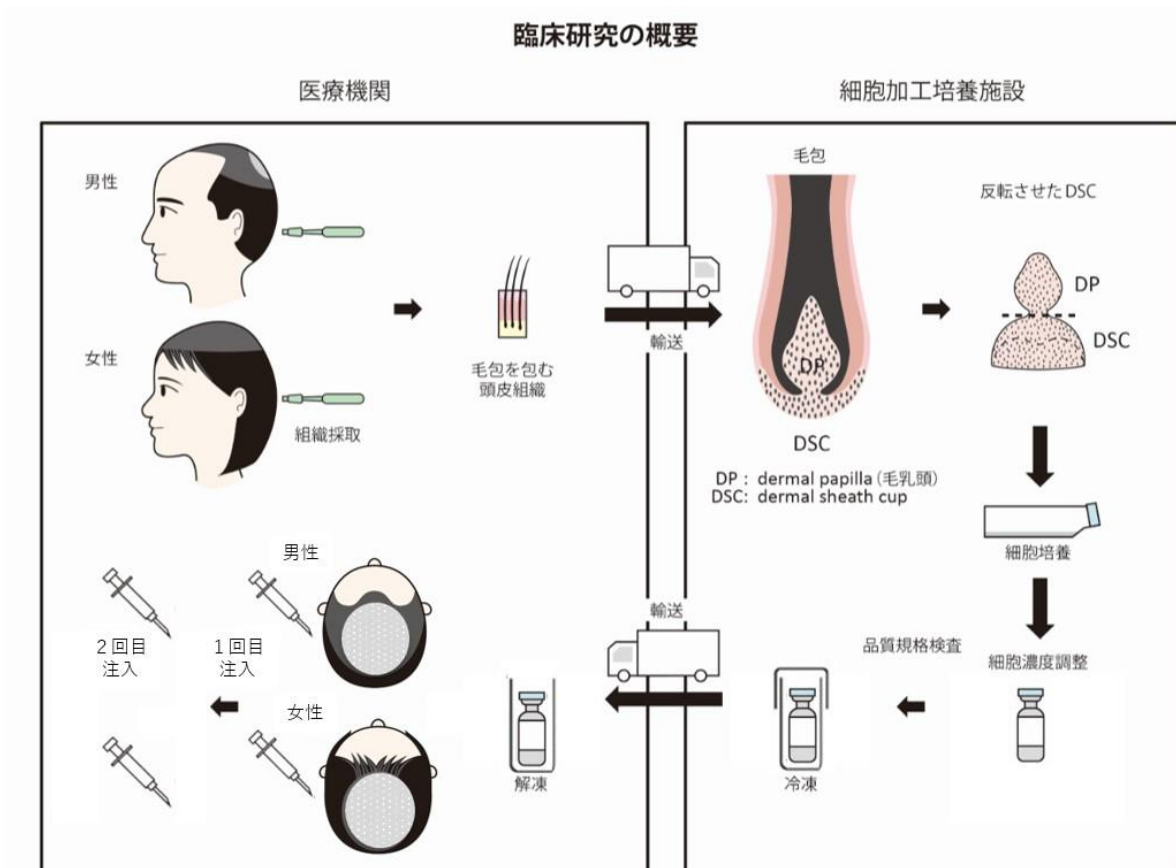 臨床研究の概要
医療機関
細胞加工培養施設
男性
女性
組織採取
毛包を包む
頭皮組織
輸送
毛包
DP
DSC
DP : dermal papilla (毛乳頭)
DSC: dermal sheath cup
反転させたDSC
DP
DSC
細胞培養
細胞濃度調整
品質規格検査
冷凍
輸送
解凍
男性
1回目
注入
女性
2回目
注入